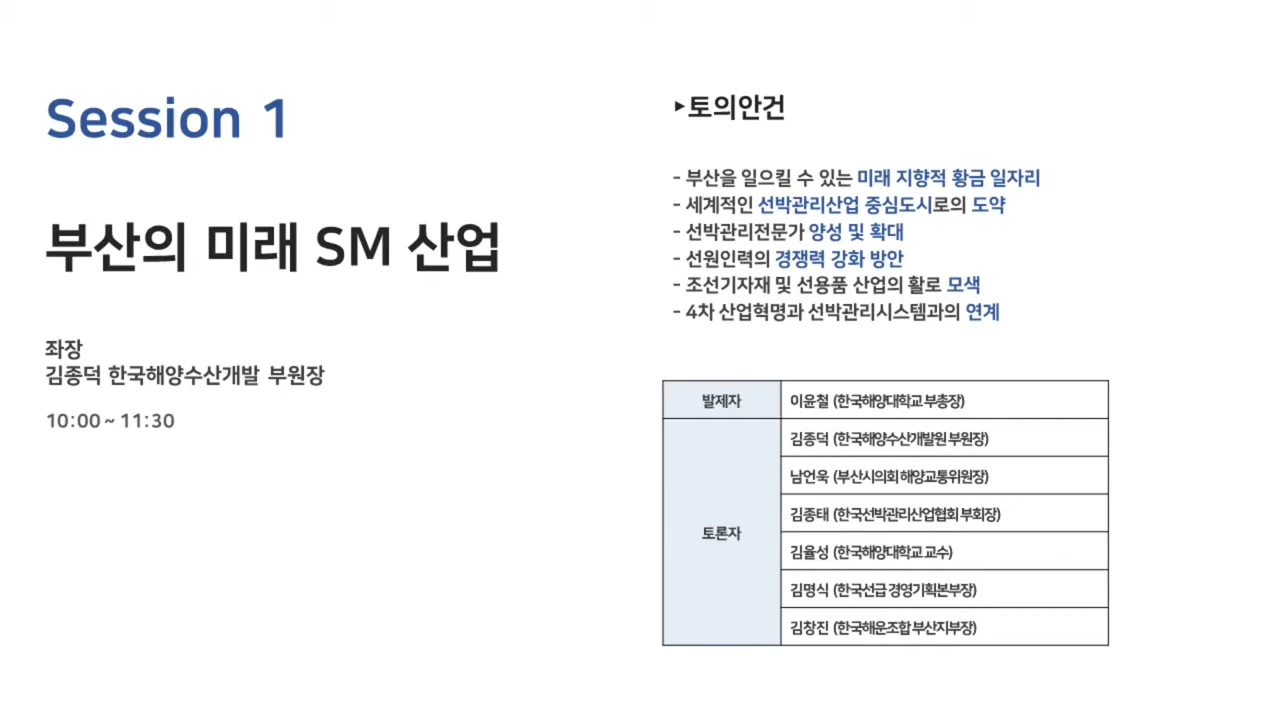 Session 1
부산의 미래 SM 산업
좌장
김종덕 한국해양수산개발 부원장
10:00 ~ 11:30
▶토의안건
- 부산을 일으킬 수 있는 미래 지향적 황금 일자리
- 세계적인 선박관리산업 중심도시로의 도약
- 선박관리전문가 양성 및 확대
- 선원인력의 경쟁력 강화 방안
- 조선기자재 및 선용품 산업의 활로 모색
- 4차 산업혁명과 선박관리시스템과의 연계
발제자 이윤철 (한국해양대학교 부총장)
토론자
김종덕 (한국해양수산개발원 부원장)
남언욱 (부산시의회 해양교통위원장)
김종태 (한국선박관리산업협회 부회장)
김율성 (한국해양대학교 교수)
김명식 (한국선급 경영기획본부장)
김창진 (한국해운조합 부산지부장)